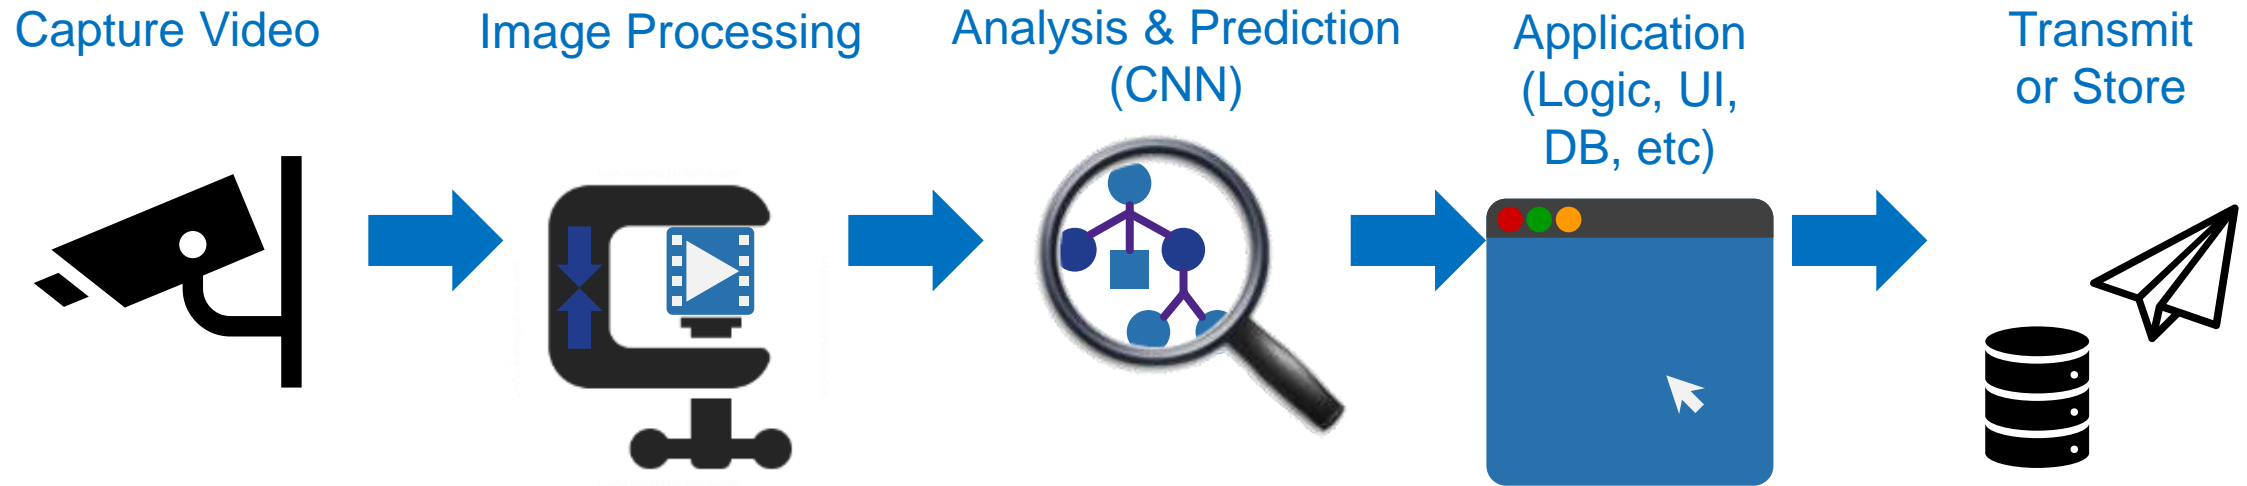 Capture Video
Image Processing
Analysis & Prediction
(CNN)
Application
(Logic, UI,
DB, etc)
Transmit
or Store